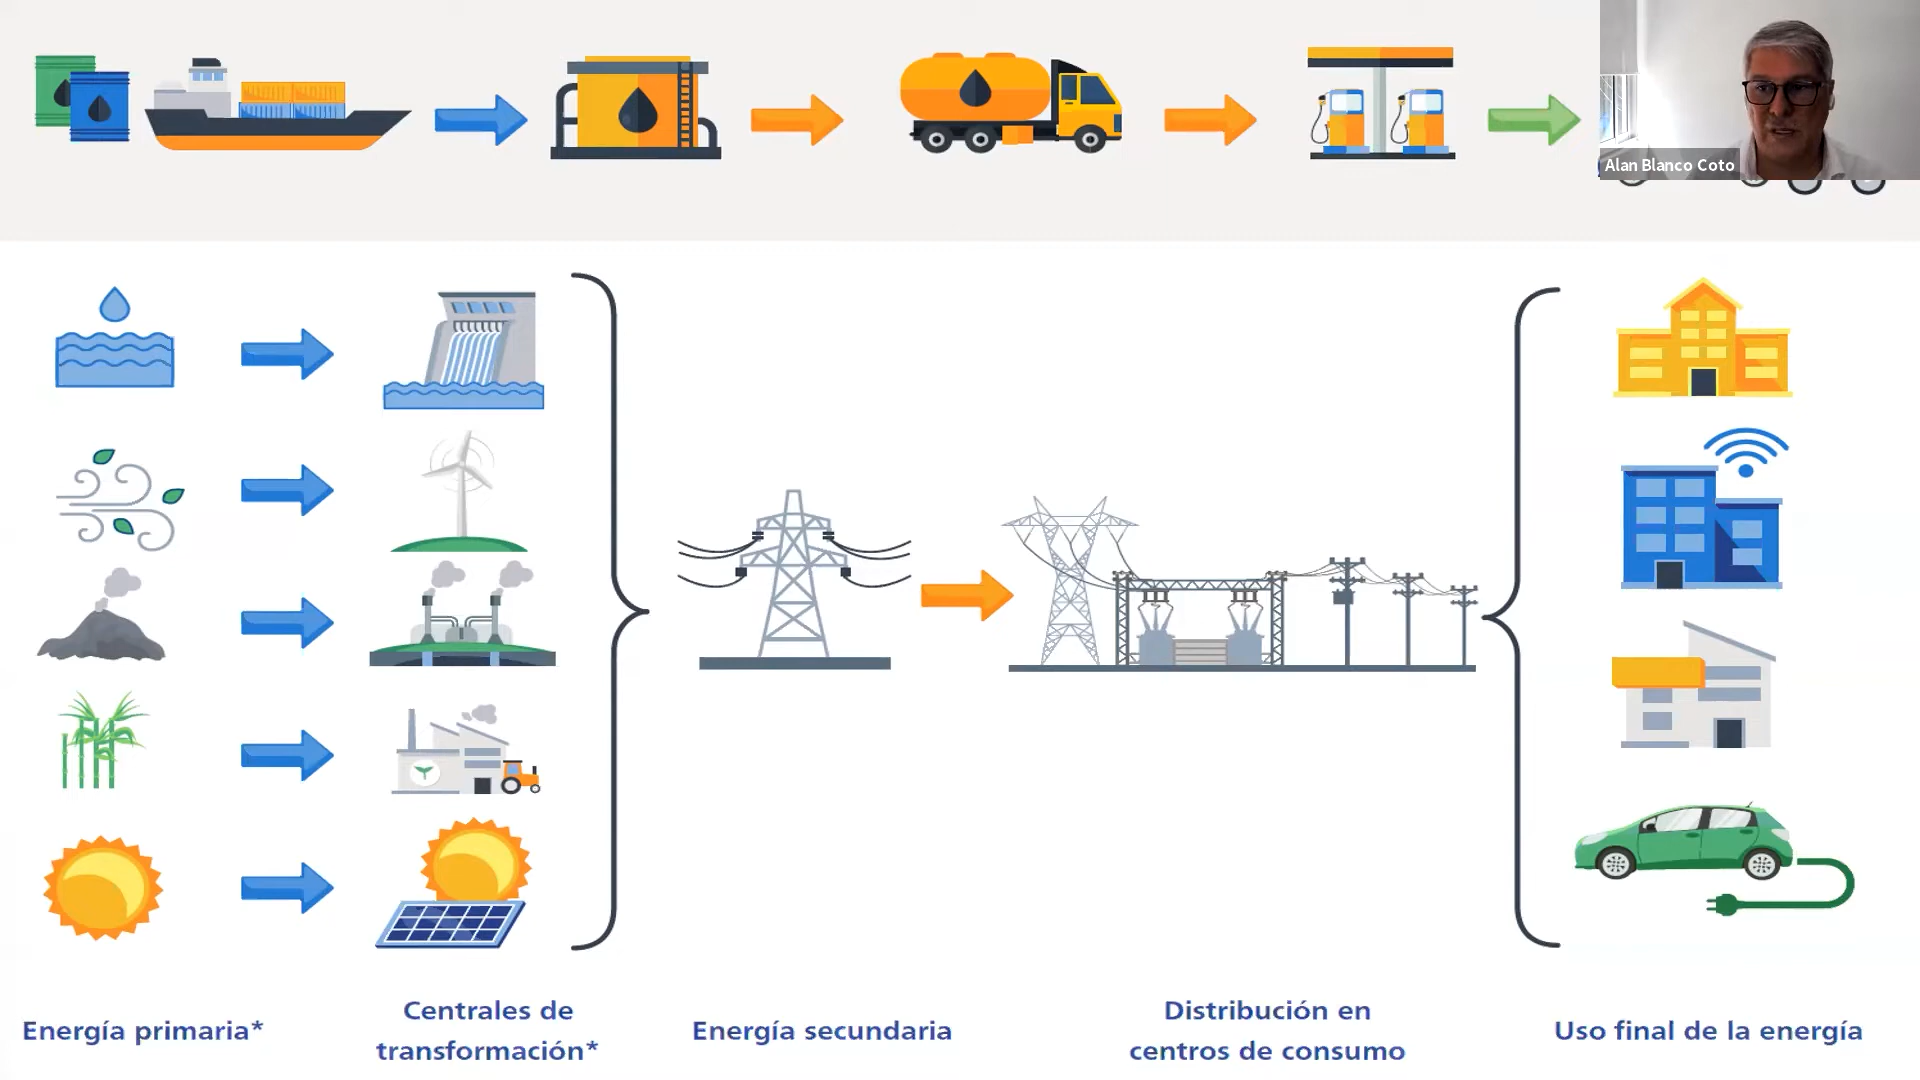 Alan Blanco Coto
Energía primaria*
Centrales de
transformación*
Energía secundaria
Distribución en
centros de consumo
Uso final de la energía